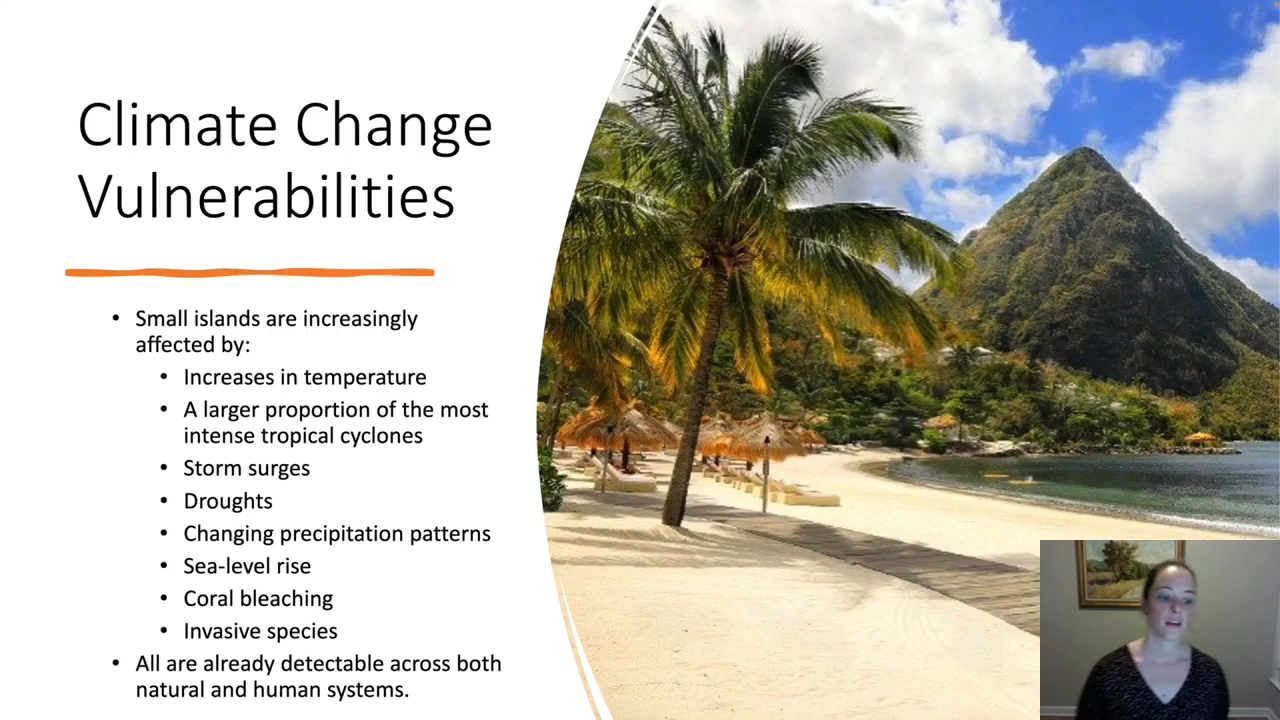 Climate Change
Vulnerabilities
• Small islands are increasingly
affected by:
• Increases in temperature
• A larger proportion of the most
intense tropical cyclones
• Storm surges
• Droughts
• Changing precipitation patterns
• Sea-level rise
• Coral bleaching
• Invasive species
• All are already detectable across both
natural and human systems.